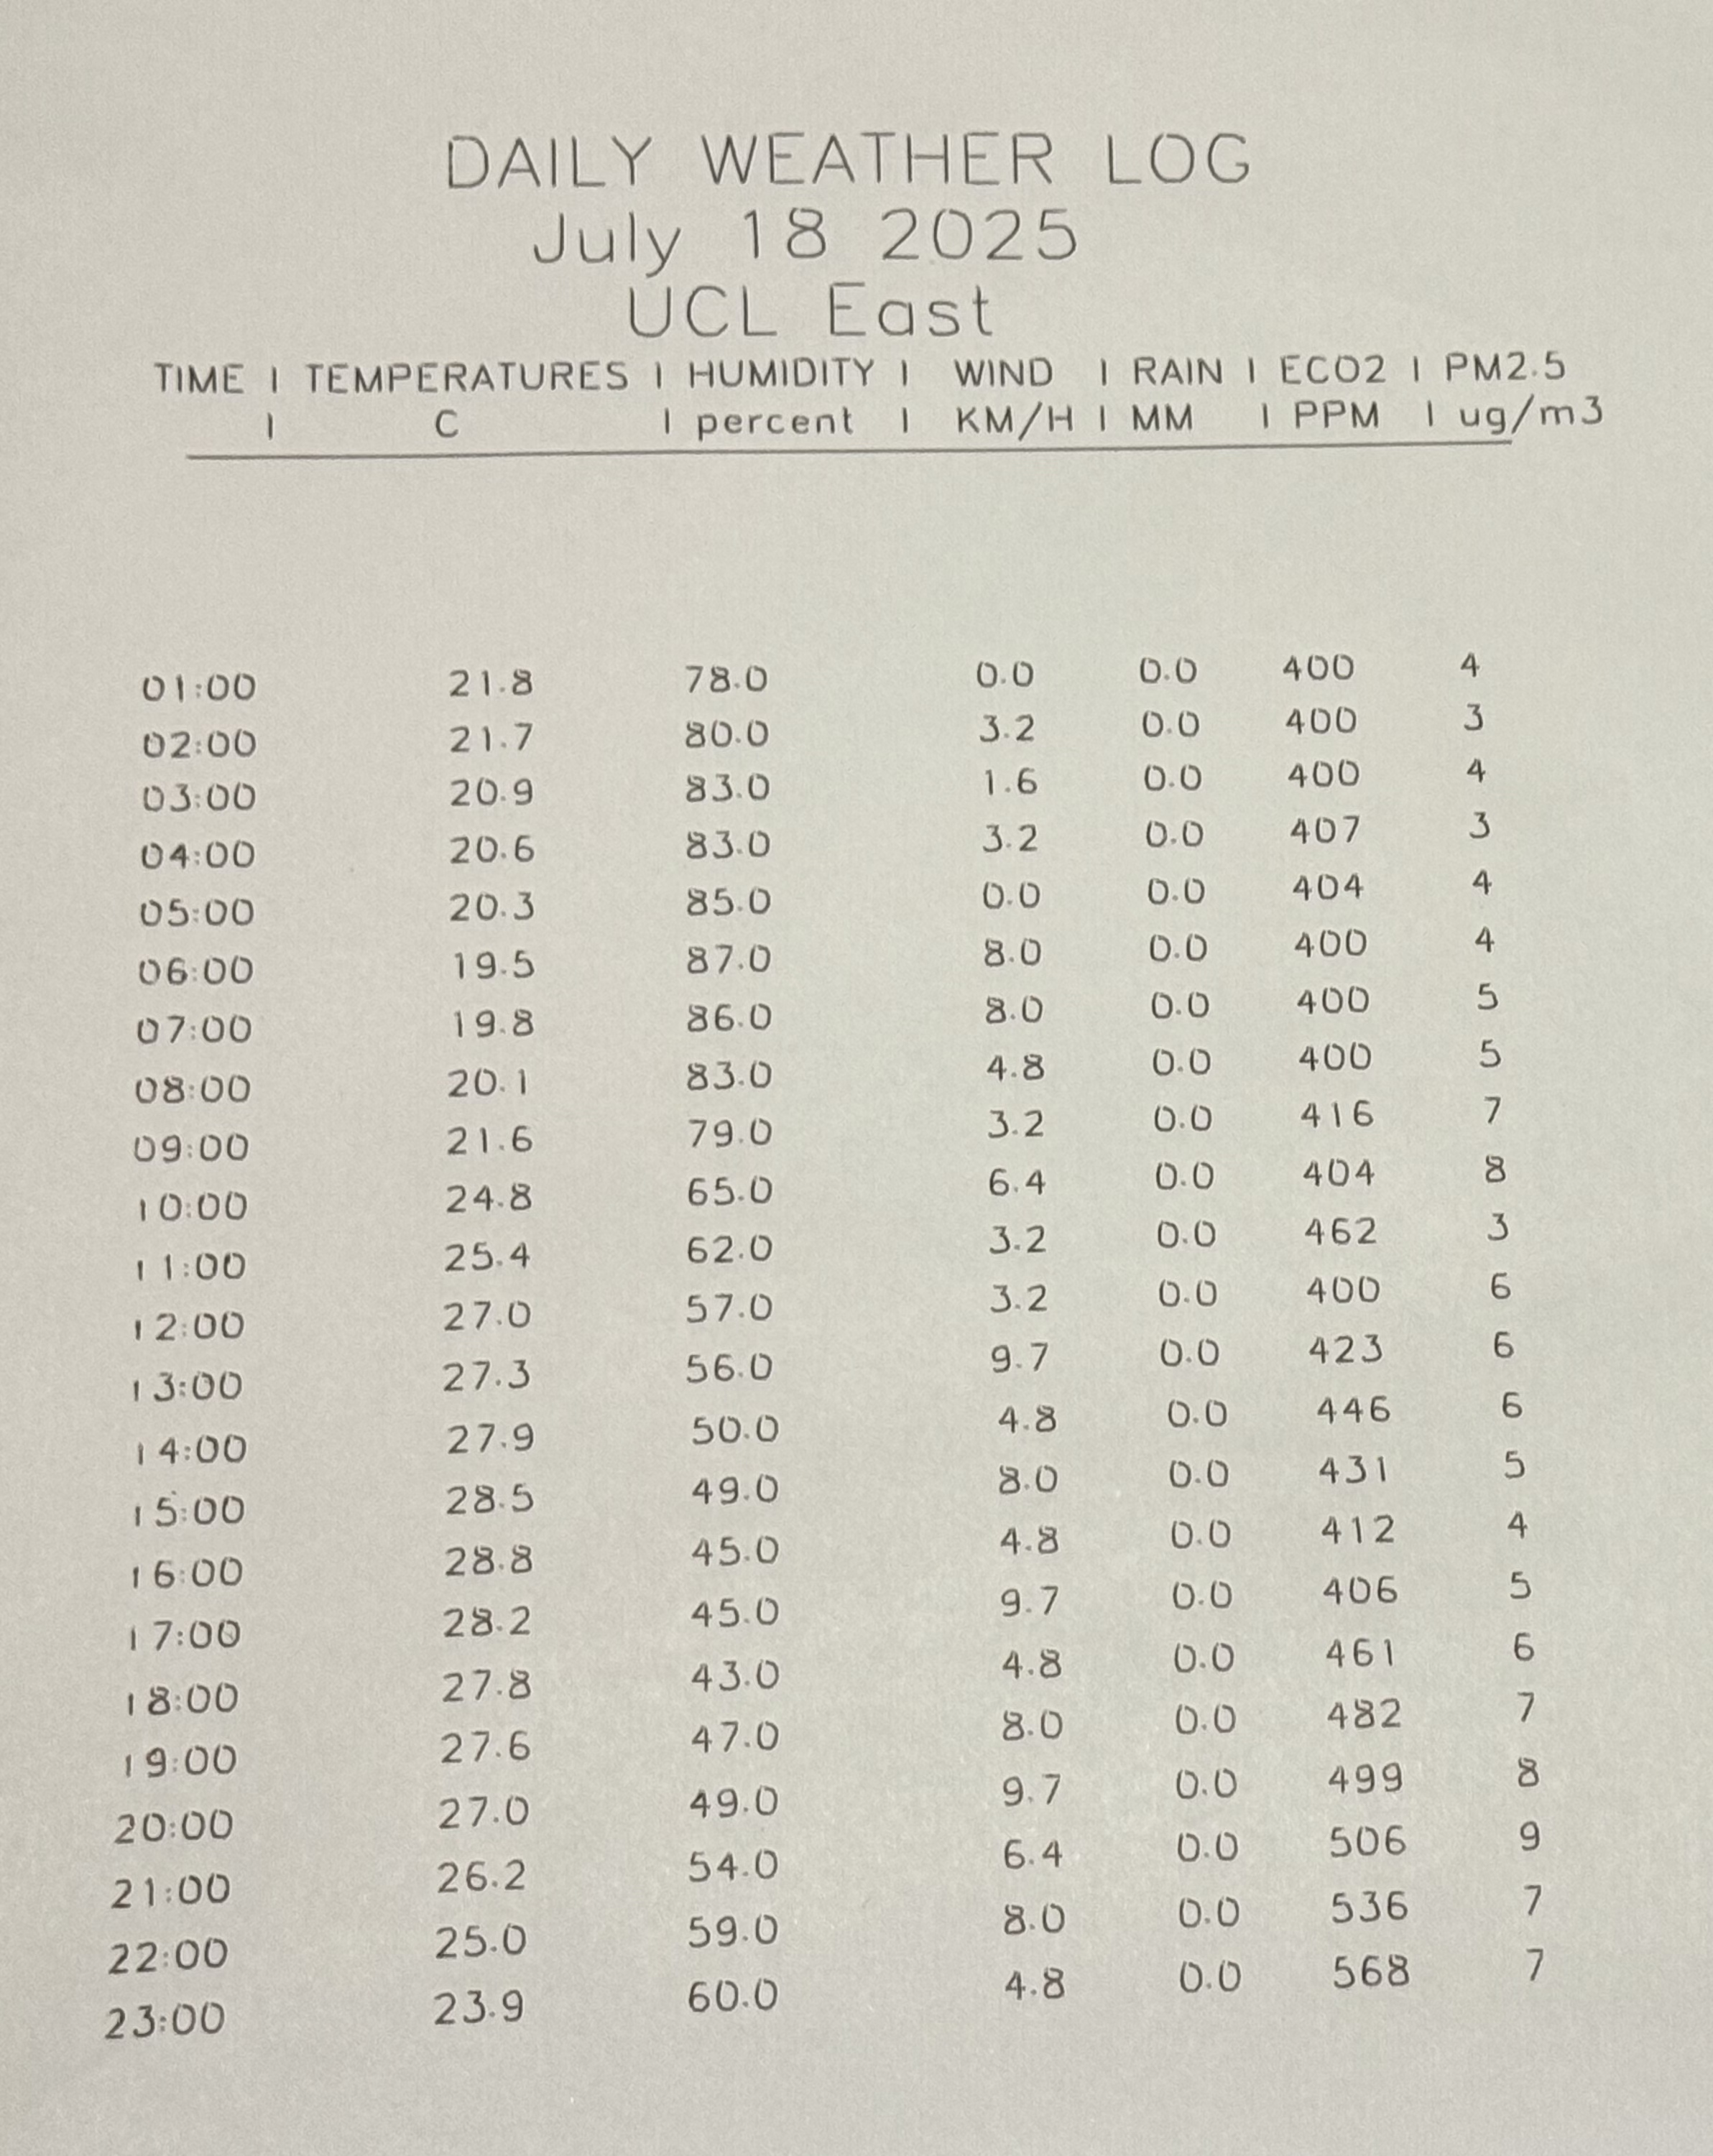 DAILY WEATHER LOG
July 18 2025
UCL East
TIME | TEMPERATURES | HUMIDITY | WIND | RAIN | ECO2 | PM2.5
| C | percent | KM/H | MM | PPM | ug/m3
01:00 21.8 78.0 0.0 0.0 400 4
02:00 21.7 80.0 3.2 0.0 400 3
03:00 20.9 83.0 1.6 0.0 400 4
04:00 20.6 83.0 3.2 0.0 407 3
05:00 20.3 85.0 0.0 0.0 404 4
06:00 19.5 87.0 8.0 0.0 400 4
07:00 19.8 86.0 8.0 0.0 400 5
08:00 20.1 83.0 4.8 0.0 400 5
09:00 21.6 79.0 3.2 0.0 416 7
10:00 24.8 65.0 6.4 0.0 404 8
11:00 25.4 62.0 3.2 0.0 462 3
12:00 27.0 57.0 3.2 0.0 400 6
13:00 27.3 56.0 9.7 0.0 423 6
14:00 27.9 50.0 4.8 0.0 446 6
15:00 28.5 49.0 8.0 0.0 431 5
16:00 28.8 45.0 4.8 0.0 412 4
17:00 28.2 45.0 9.7 0.0 406 5
18:00 27.8 43.0 4.8 0.0 461 6
19:00 27.6 47.0 8.0 0.0 482 7
20:00 27.0 49.0 9.7 0.0 499 8
21:00 26.2 54.0 6.4 0.0 506 9
22:00 25.0 59.0 8.0 0.0 536 7
23:00 23.9 60.0 4.8 0.0 568 7